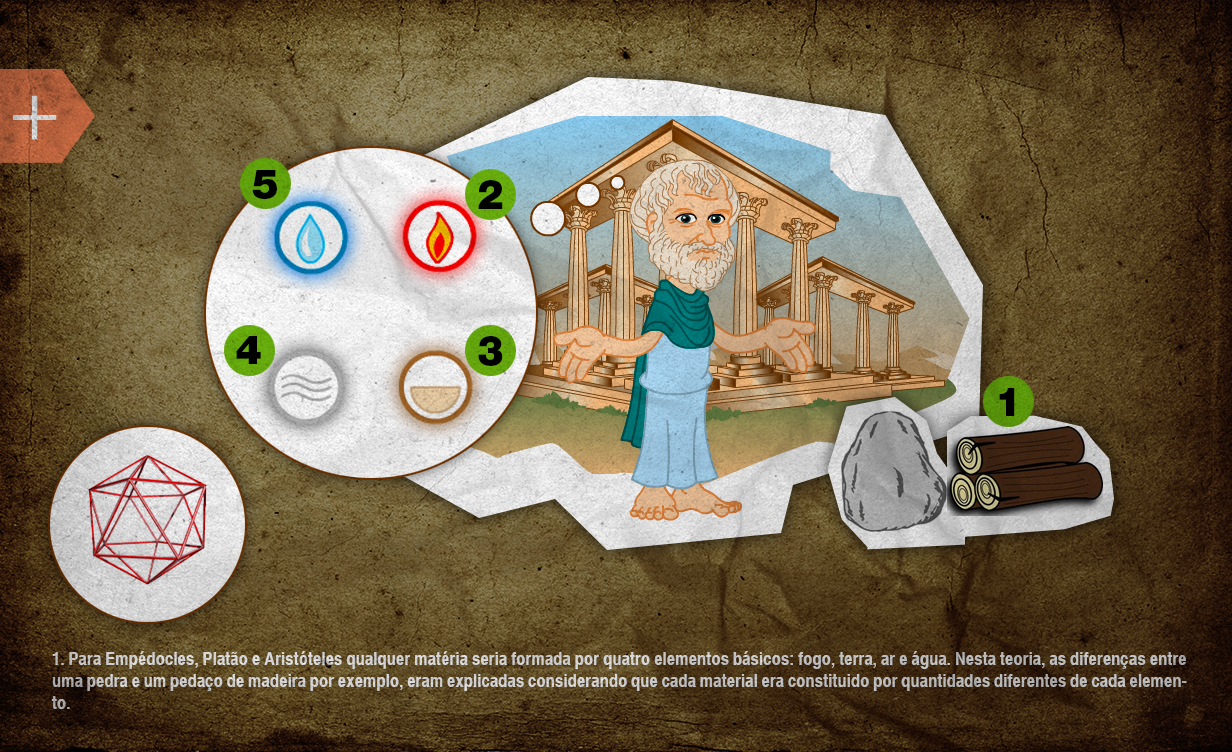 5
2
4
3
1
1. Para Empédocles, Platão e Aristóteles qualquer matéria seria formada por quatro elementos básicos: fogo, terra, ar e água. Nesta teoria, as diferenças entre
uma pedra e um pedaço de madeira por exemplo, eram explicadas considerando que cada material era constituido por quantidades diferentes de cada elemen-
to.